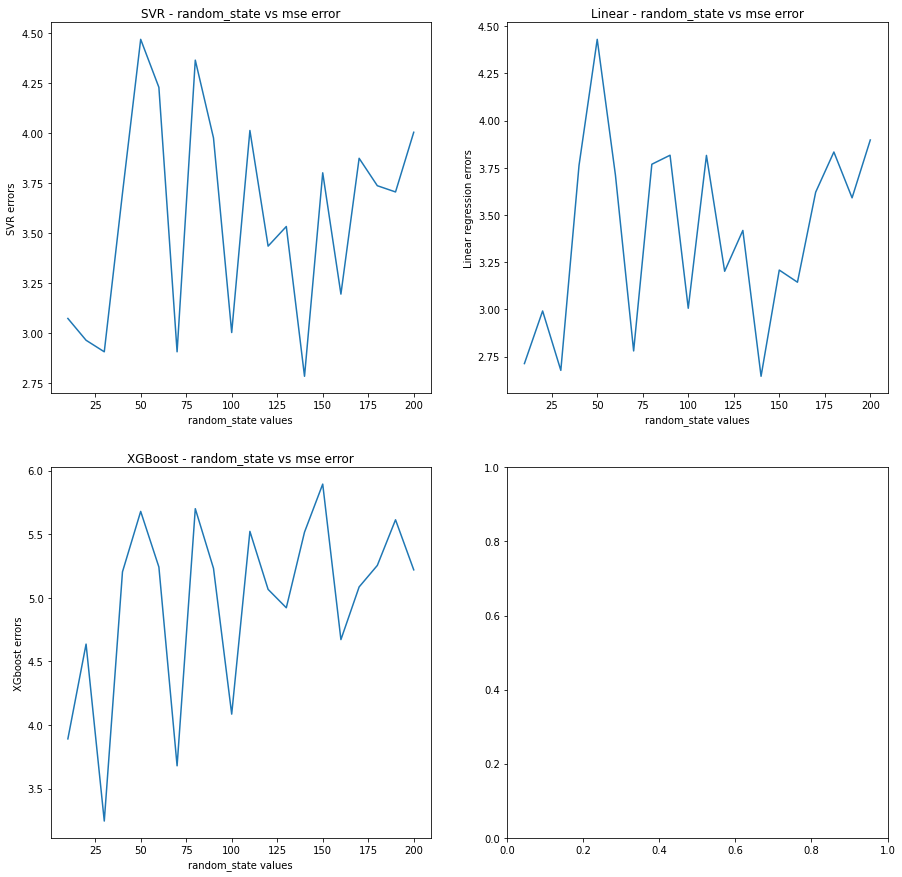 SVR - random_state vs mse error
4.50
4.25
4.00
3.75
3.50
3.25
3.00
2.75
SVR errors
25 50 75 100 125 150 175 200
random_state values
Linear - random_state vs mse error
4.50
4.25
4.00
3.75
3.50
3.25
3.00
2.75
Linear regression errors
25 50 75 100 125 150 175 200
random_state values
XGBoost - random_state vs mse error
6.0
5.5
5.0
4.5
4.0
3.5
XGboost errors
25 50 75 100 125 150 175 200
random_state values
1.0
0.8
0.6
0.4
0.2
0.0
0.0 0.2 0.4 0.6 0.8 1.0